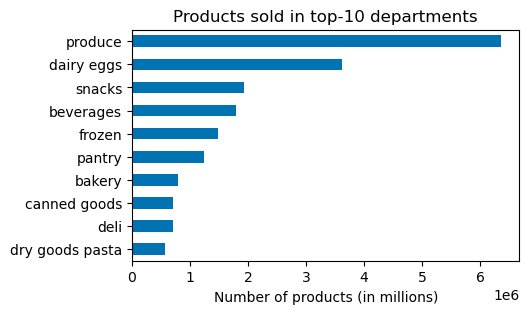 Products sold in top-10 departments
produce
dairy eggs
snacks
beverages
frozen
pantry
bakery
canned goods
deli
dry goods pasta
0 1 2 3 4 5 6
1e6
Number of products (in millions)